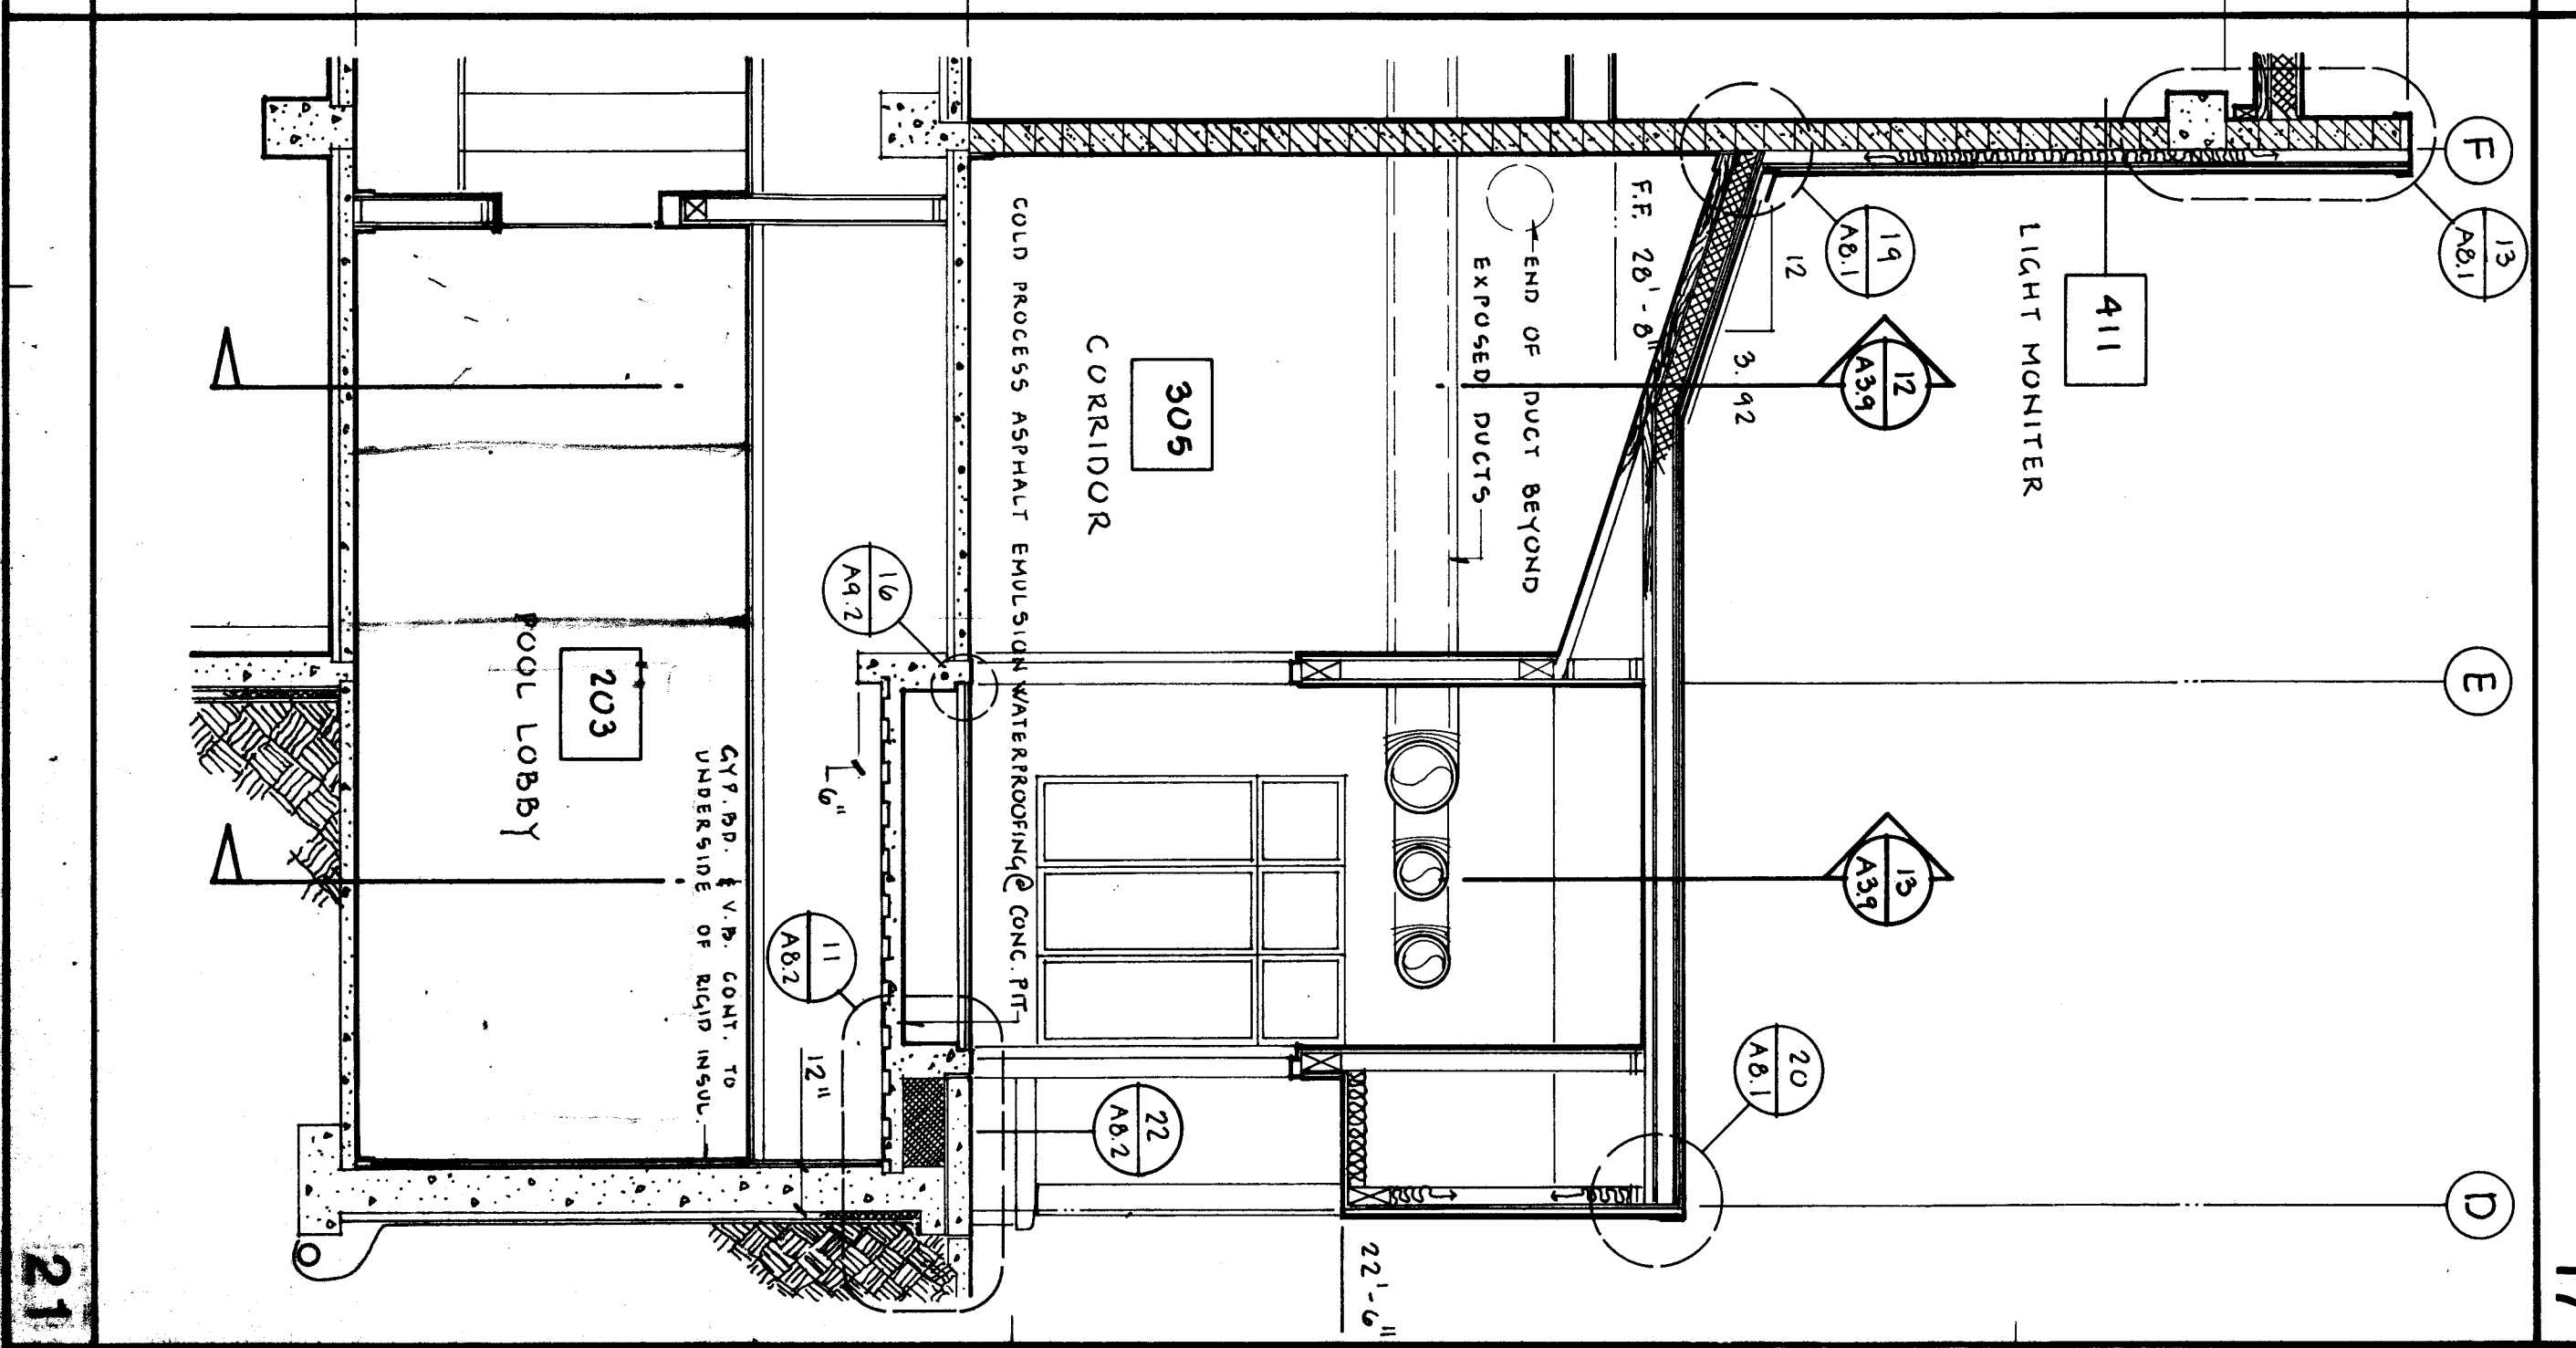 F
13
A8.1
E
D
17
411
LIGHT MONITER
19
A8.1
12
3.92
12
A3.9
13
A3.9
20
A8.1
F.F. 28'-8"
END OF DUCT BEYOND
EXPOSED DUCTS
22'-6"
305
CORRIDOR
COLD PROCESS ASPHALT EMULSION WATERPROOFING @ CONC. PIT
22
A8.2
16
A9.2
6"
11
A8.2
12"
GYP. BD. & V.B. CONT. TO
UNDERSIDE OF RIGID INSUL.
203
POOL LOBBY
21